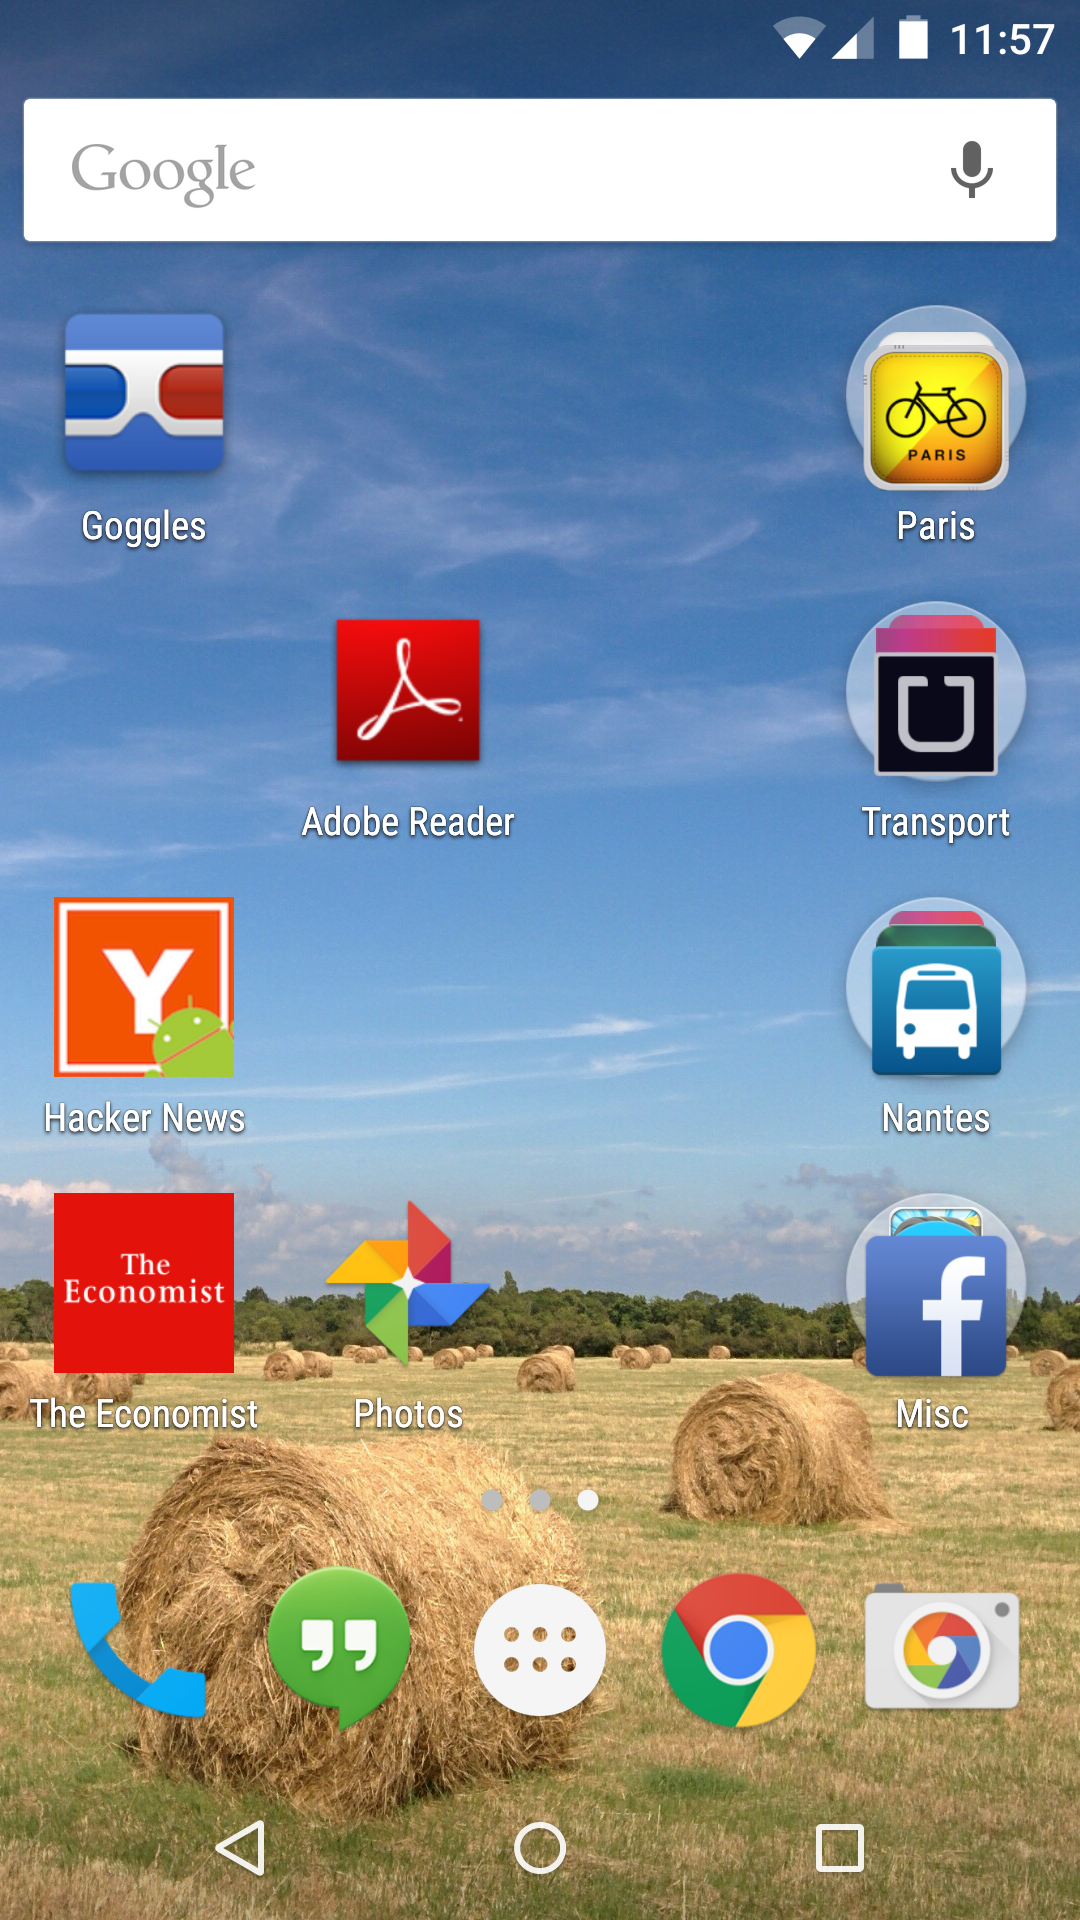 11:57
Google
PARIS
Goggles
Paris
Adobe Reader
Transport
Y
Hacker News
Nantes
The
Economist
f
The Economist
Photos
Misc